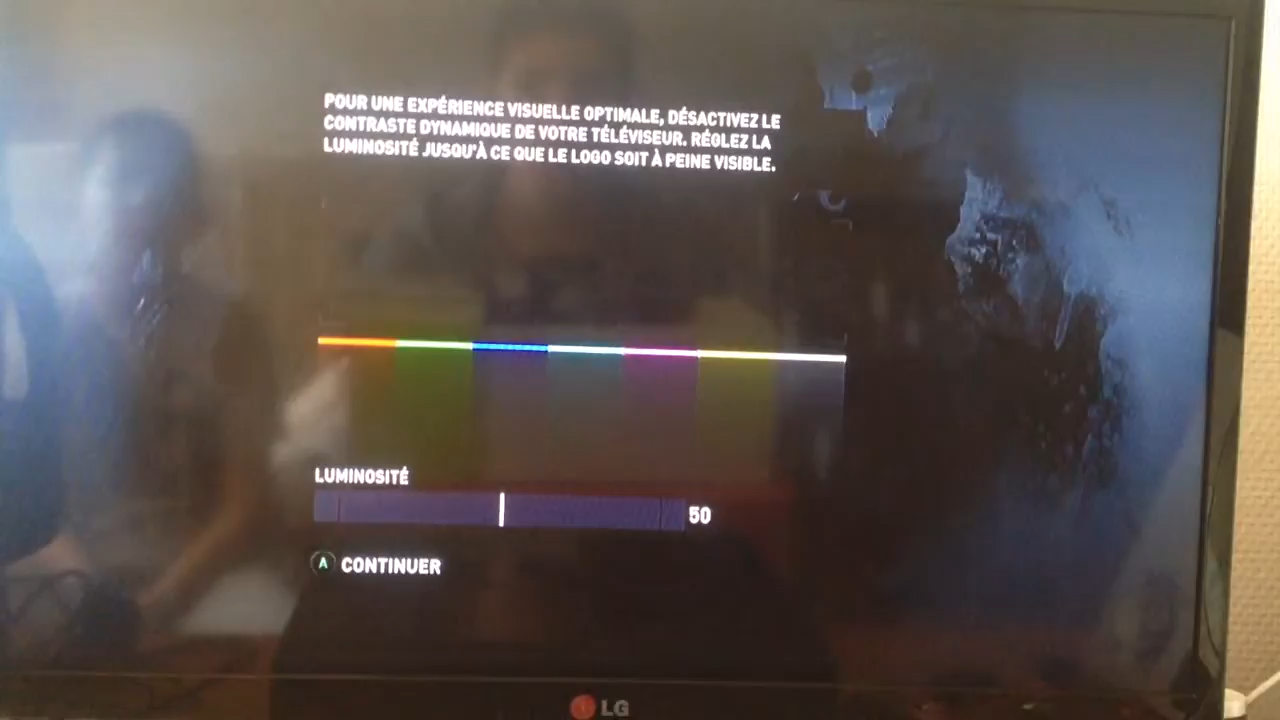 POUR UNE EXPÉRIENCE VISUELLE OPTIMALE, DÉSACTIVEZ LE
CONTRASTE DYNAMIQUE DE VOTRE TÉLÉVISEUR. RÉGLEZ LA
LUMINOSITÉ JUSQU'À CE QUE LE LOGO SOIT À PEINE VISIBLE.
LUMINOSITÉ
50
A CONTINUER
LG